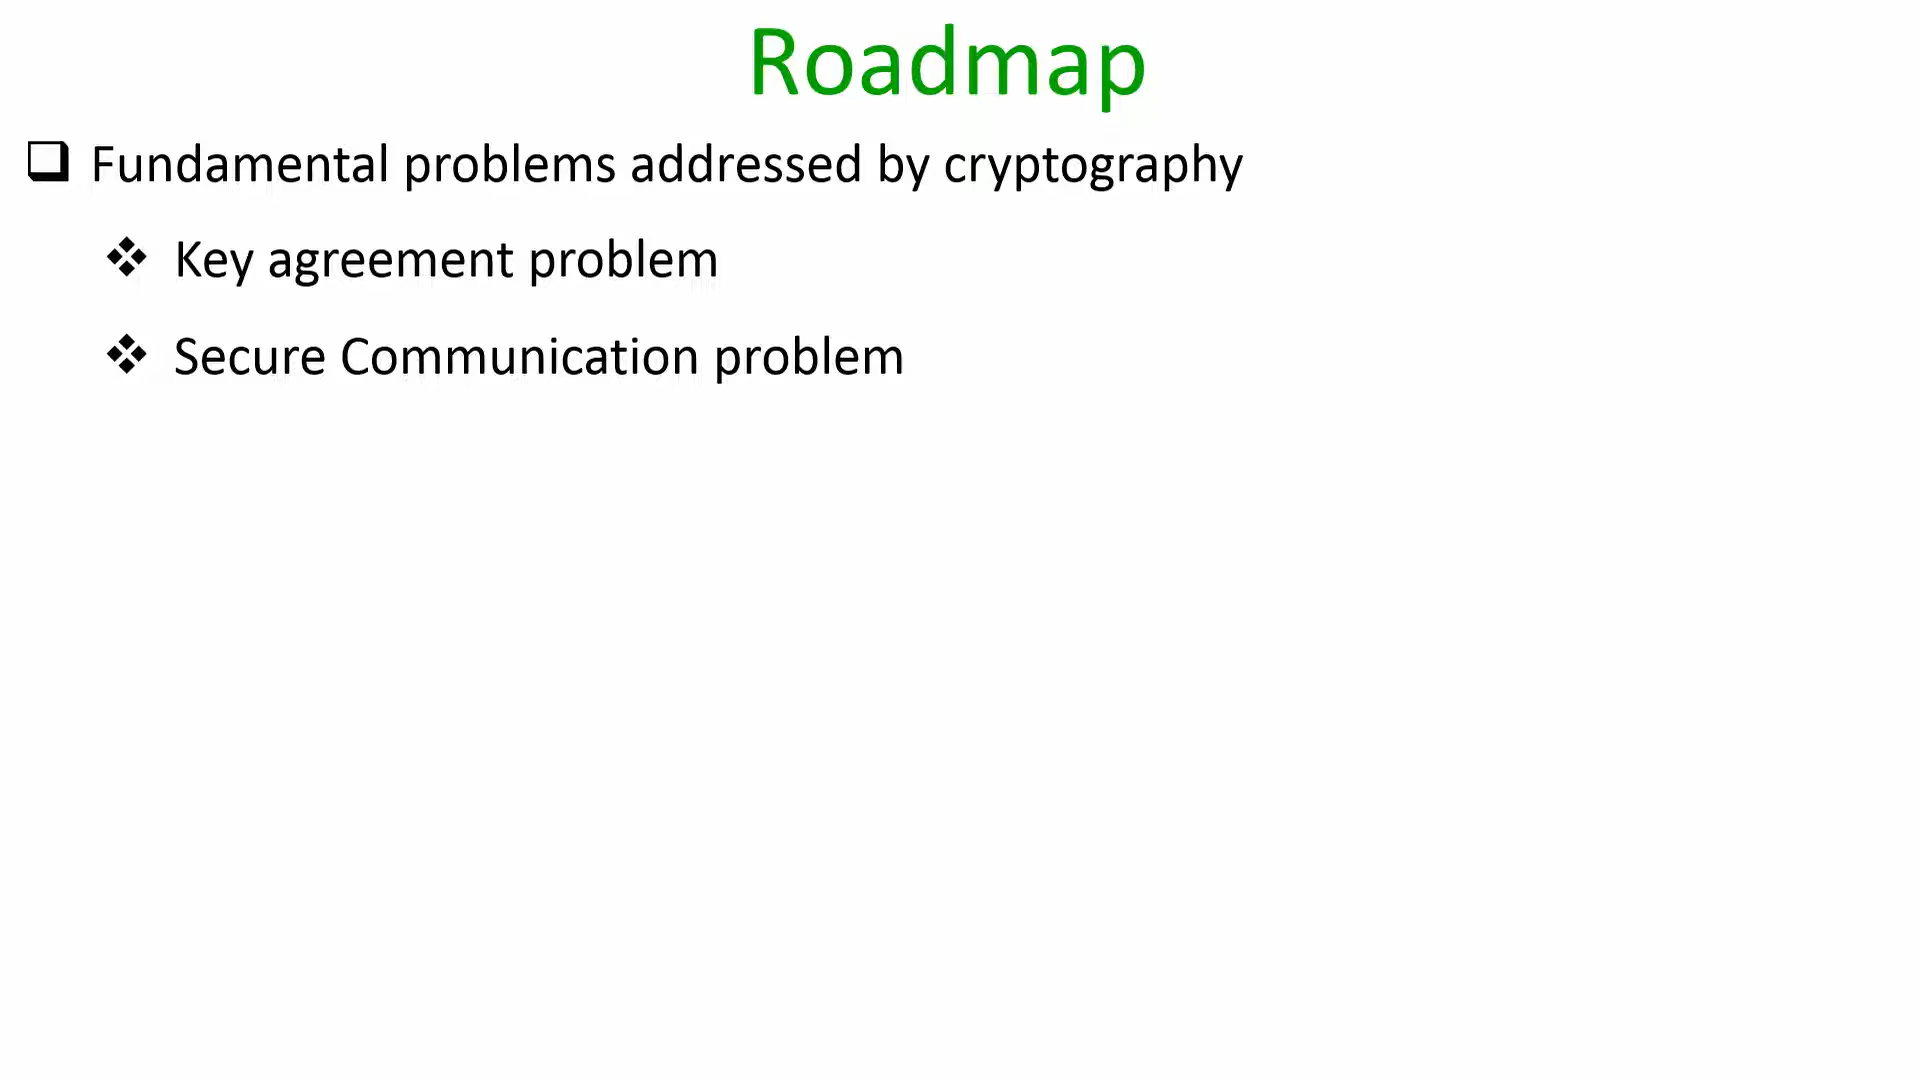 Roadmap
❑ Fundamental problems addressed by cryptography
❖ Key agreement problem
❖ Secure Communication problem